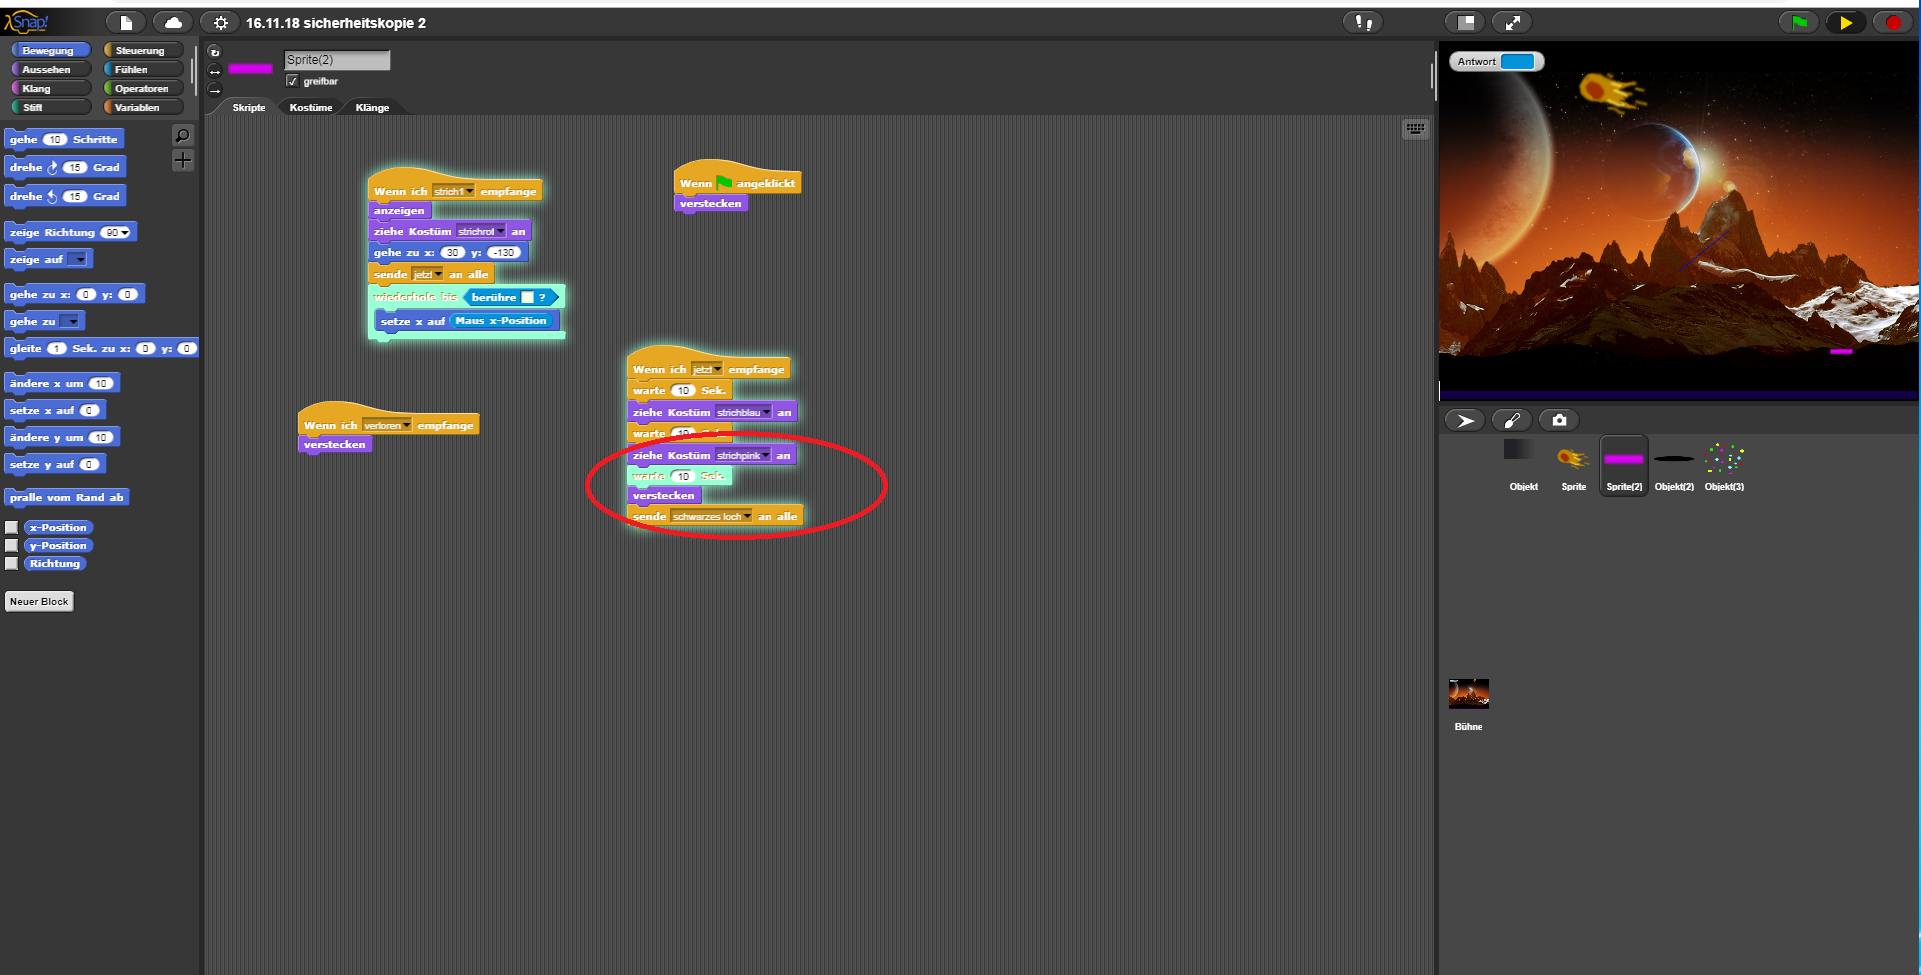 Snap!
16.11.18 sicherheitskopie 2
Bewegung
Steuerung
Aussehen
Fühlen
Klang
Operatoren
Stift
Variablen
gehe 10 Schritte
drehe 15 Grad
drehe 15 Grad
zeige Richtung 90
zeige auf
gehe zu x: 0 y: 0
gehe zu
gleite 1 Sek. zu x: 0 y: 0
ändere x um 10
setze x auf 0
ändere y um 10
setze y auf 0
pralle vom Rand ab
x-Position
y-Position
Richtung
Neuer Block
Sprite(2)
greifbar
Skripte
Kostüme
Klänge
Wenn ich strich1 empfange
anzeigen
ziehe Kostüm strichrot an
gehe zu x: 30 y: -130
sende jetzt an alle
wiederhole bis berühre ?
setze x auf Maus x-Position
Wenn angeklickt
verstecken
Wenn ich verloren empfange
verstecken
Wenn ich jetzt empfange
warte 10 Sek.
ziehe Kostüm strichblau an
warte 10 Sek.
ziehe Kostüm strichpink an
warte 10 Sek.
verstecken
sende schwarzes loch an alle
Antwort
Objekt
Sprite
Sprite(2)
Objekt(2)
Objekt(3)
Bühne